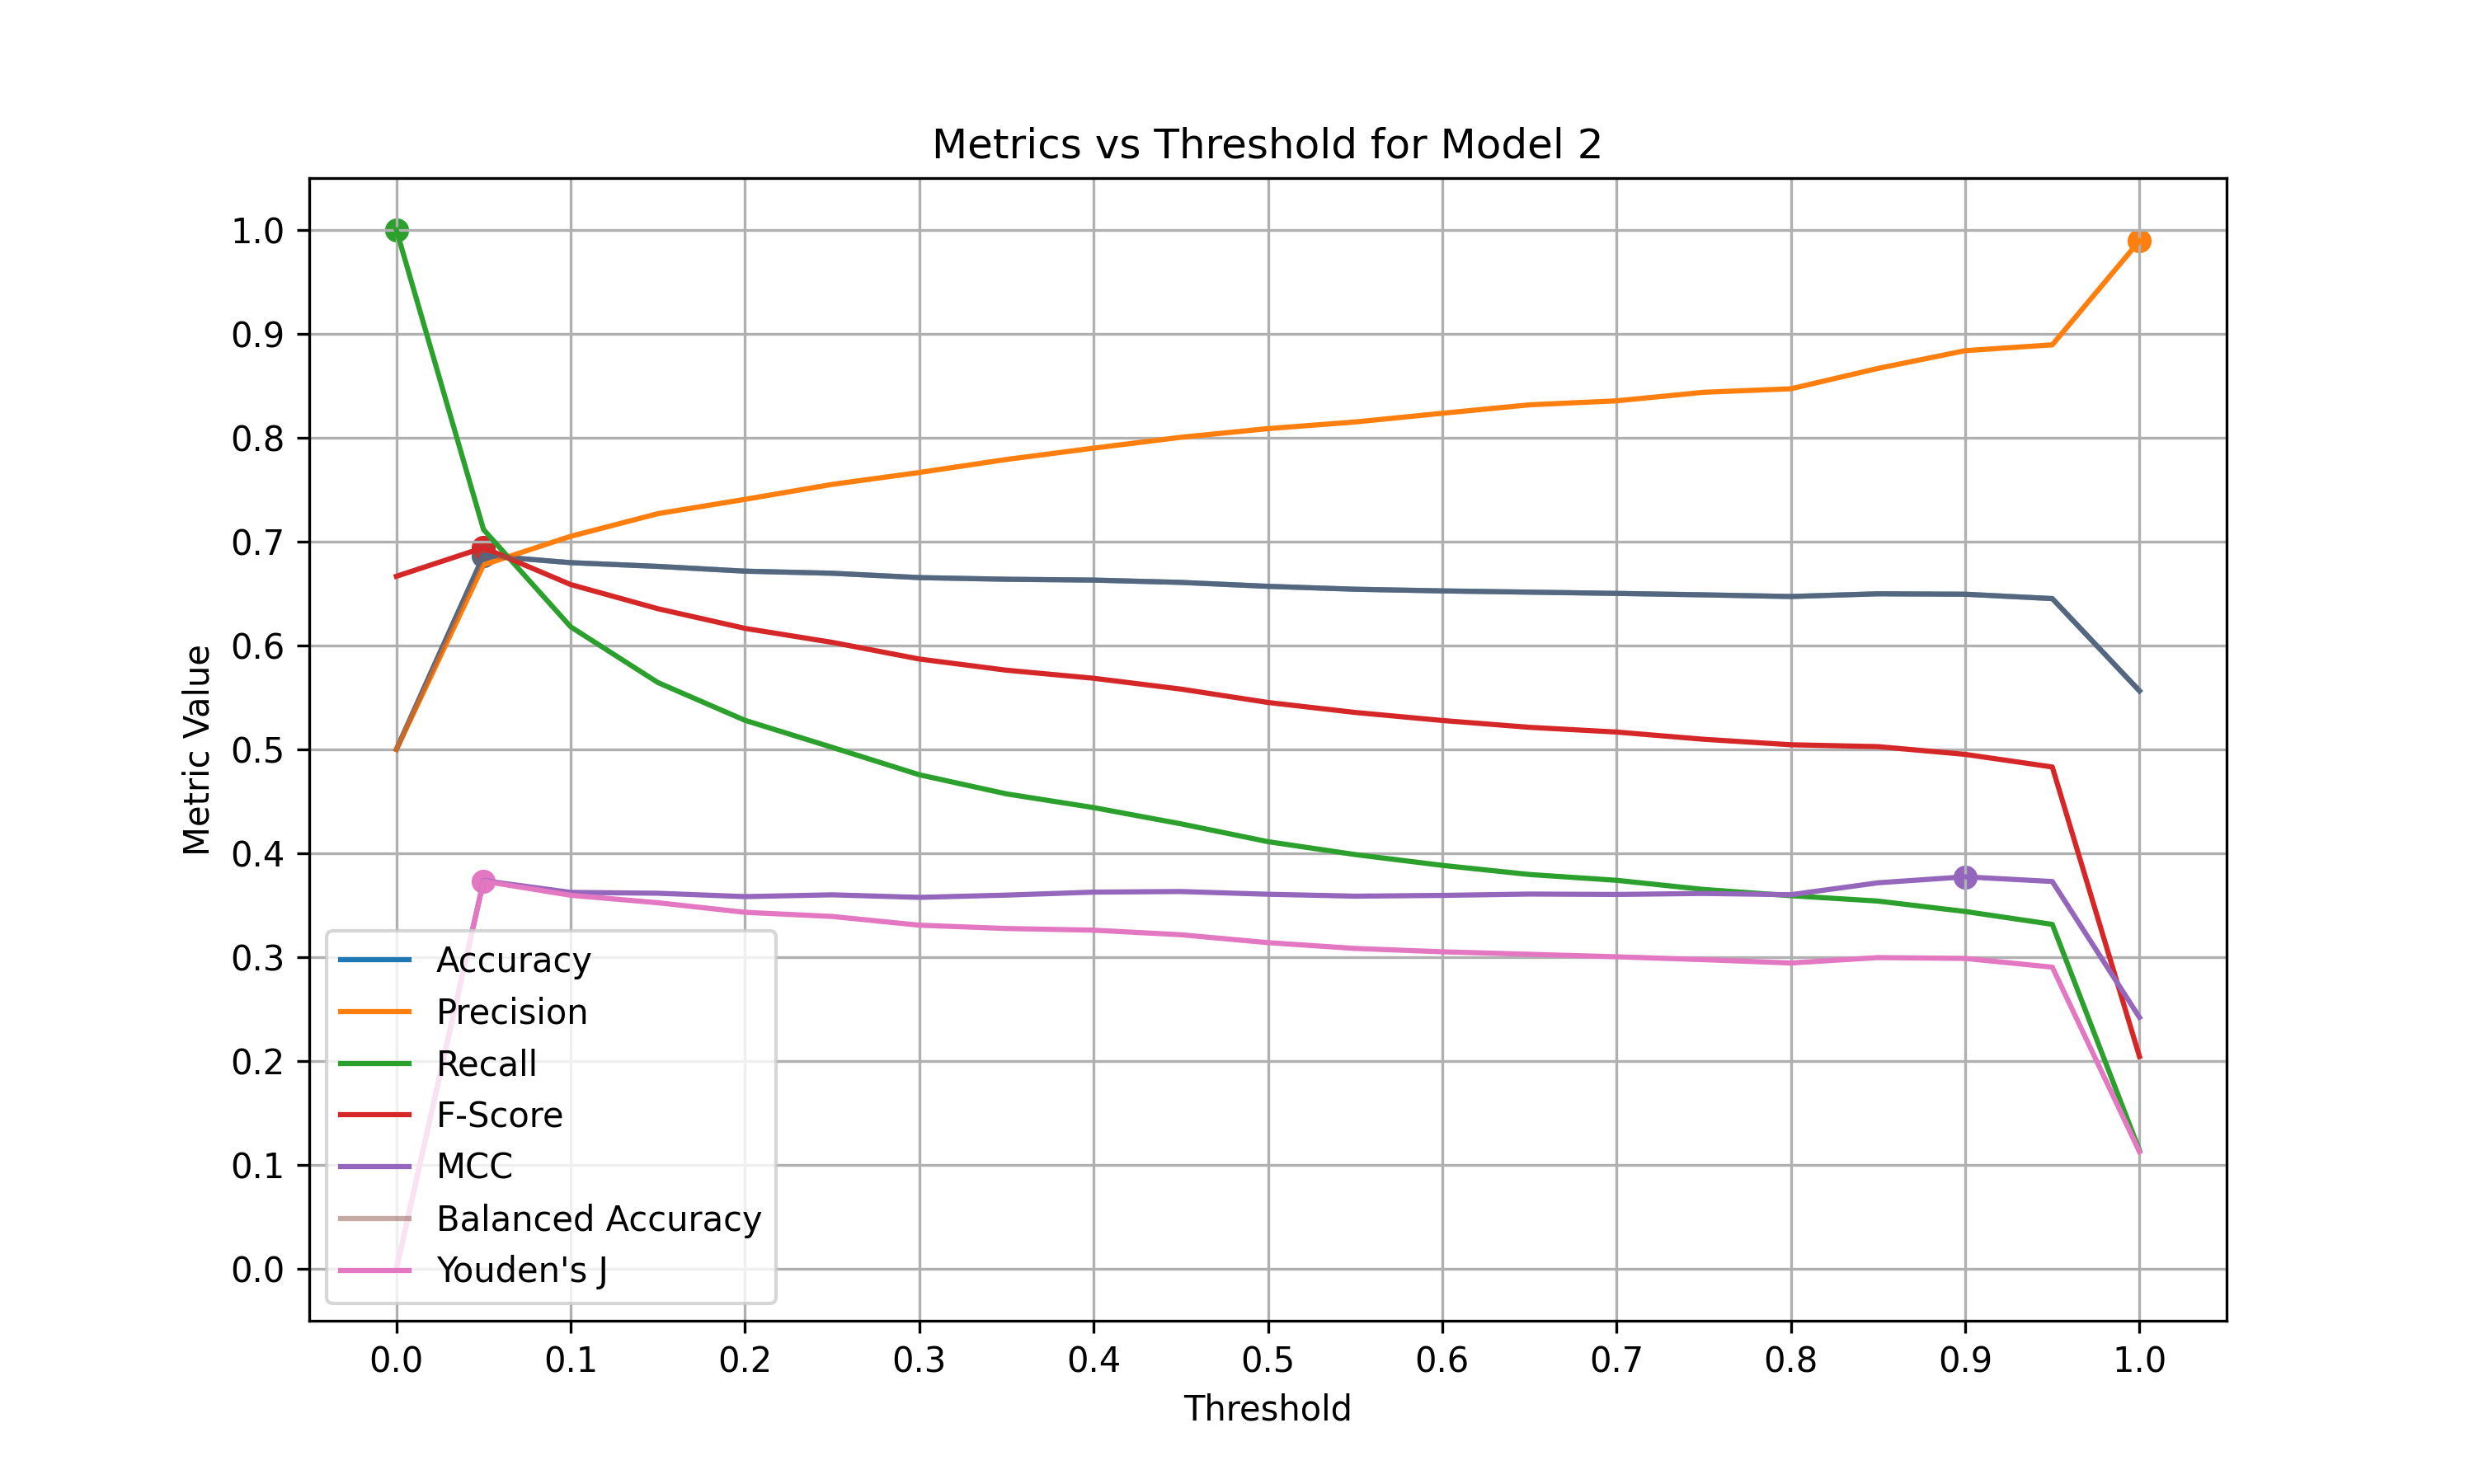 Metrics vs Threshold for Model 2
Metric Value
1.0
0.9
0.8
0.7
0.6
0.5
0.4
0.3
0.2
0.1
0.0
Accuracy
Precision
Recall
F-Score
MCC
Balanced Accuracy
Youden's J
0.0 0.1 0.2 0.3 0.4 0.5 0.6 0.7 0.8 0.9 1.0
Threshold